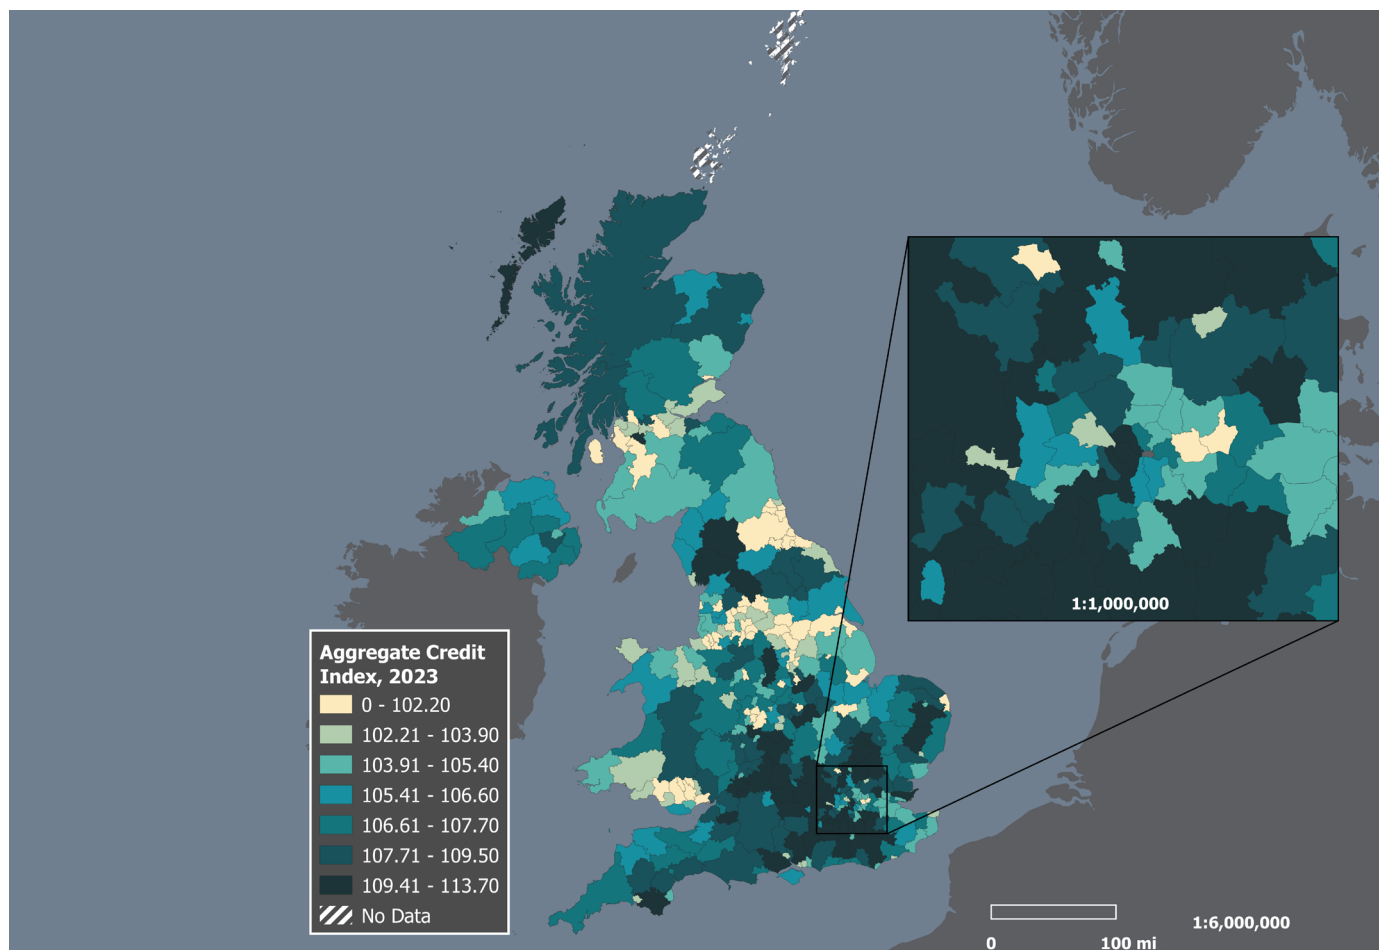 1:1,000,000
Aggregate Credit
Index, 2023
0 - 102.20
102.21 - 103.90
103.91 - 105.40
105.41 - 106.60
106.61 - 107.70
107.71 - 109.50
109.41 - 113.70
No Data
1:6,000,000
0 100 mi